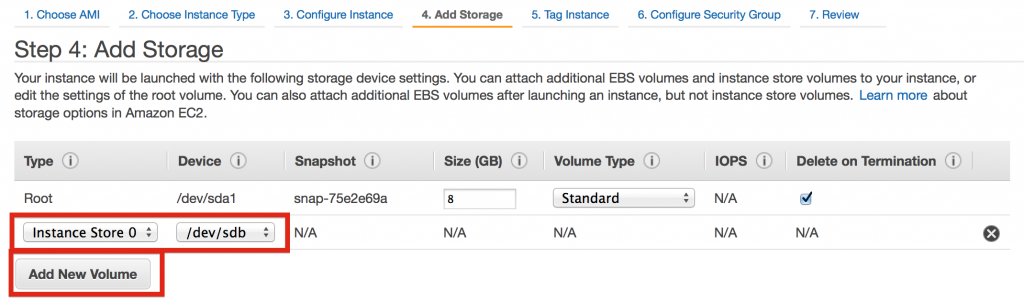 1. Choose AMI 2. Choose Instance Type 3. Configure Instance 4. Add Storage 5. Tag Instance 6. Configure Security Group 7. Review
Step 4: Add Storage
Your instance will be launched with the following storage device settings. You can attach additional EBS volumes and instance store volumes to your instance, or
edit the settings of the root volume. You can also attach additional EBS volumes after launching an instance, but not instance store volumes. Learn more about
storage options in Amazon EC2.
Type i Device i Snapshot i Size (GB) i Volume Type i IOPS i Delete on Termination i
Root /dev/sda1 snap-75e2e69a 8 Standard N/A
Instance Store 0 /dev/sdb N/A N/A N/A N/A N/A
Add New Volume